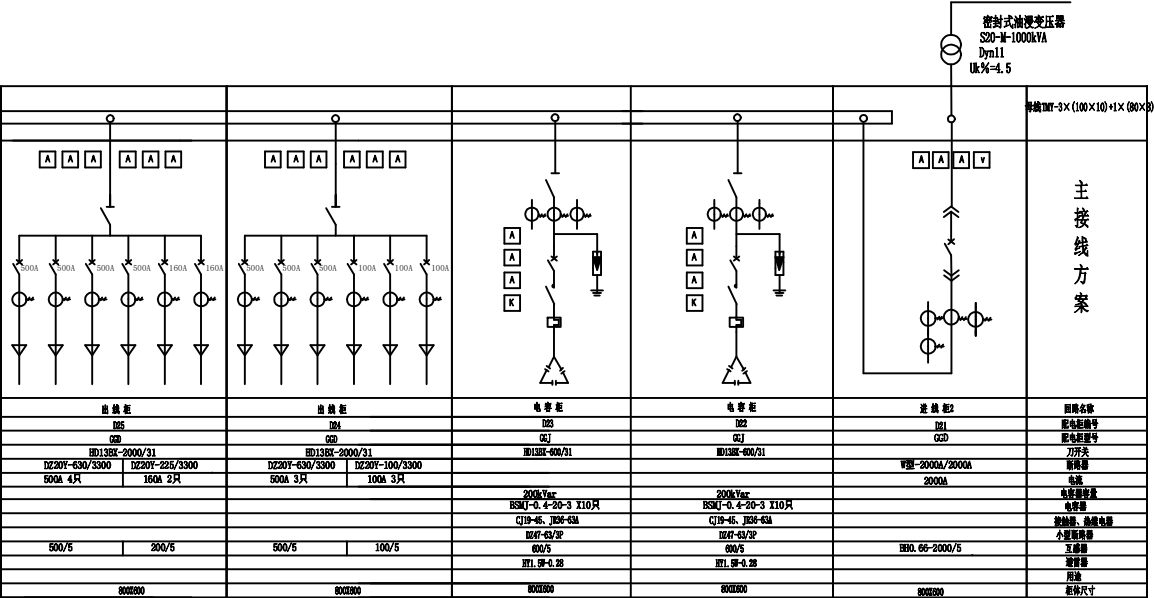 密封式油浸变压器
S20-M-1000kVA
Dyn11
Uk%=4.5
母线TMY-3×(100×10)+1×(80×8)
A A A A A A
A A A A A A
A A A V
主接线方案
A
A
A
K
A
A
A
K
500A 500A 500A 500A 160A 160A
500A 500A 500A 100A 100A 100A
出线柜 出线柜 电容柜 电容柜 进线柜2 回路名称
D25 D24 D23 D22 D21 配电柜编号
GGD GGD GGJ GGJ GGD 配电柜型号
HD13BX-2000/31 HD13BX-2000/31 HD13BX-600/31 HD13BX-600/31 刀开关
DZ20Y-630/3300 DZ20Y-225/3300 DZ20Y-630/3300 DZ20Y-100/3300 W型-2000A/2000A 断路器
500A 4只 160A 2只 500A 3只 100A 3只 2000A 电流
200kVar 200kVar 电容器容量
BSMJ-0.4-20-3 X10只 BSMJ-0.4-20-3 X10只 电容器
CJ19-45、JR36-63A CJ19-45、JR36-63A 接触器、热继电器
DZ47-63/3P DZ47-63/3P 小型断路器
500/5 200/5 500/5 100/5 600/5 600/5 BH0.66-2000/5 互感器
HY1.5W-0.28 HY1.5W-0.28 避雷器
用途
800X600 800X600 800X600 800X600 800X600 柜体尺寸